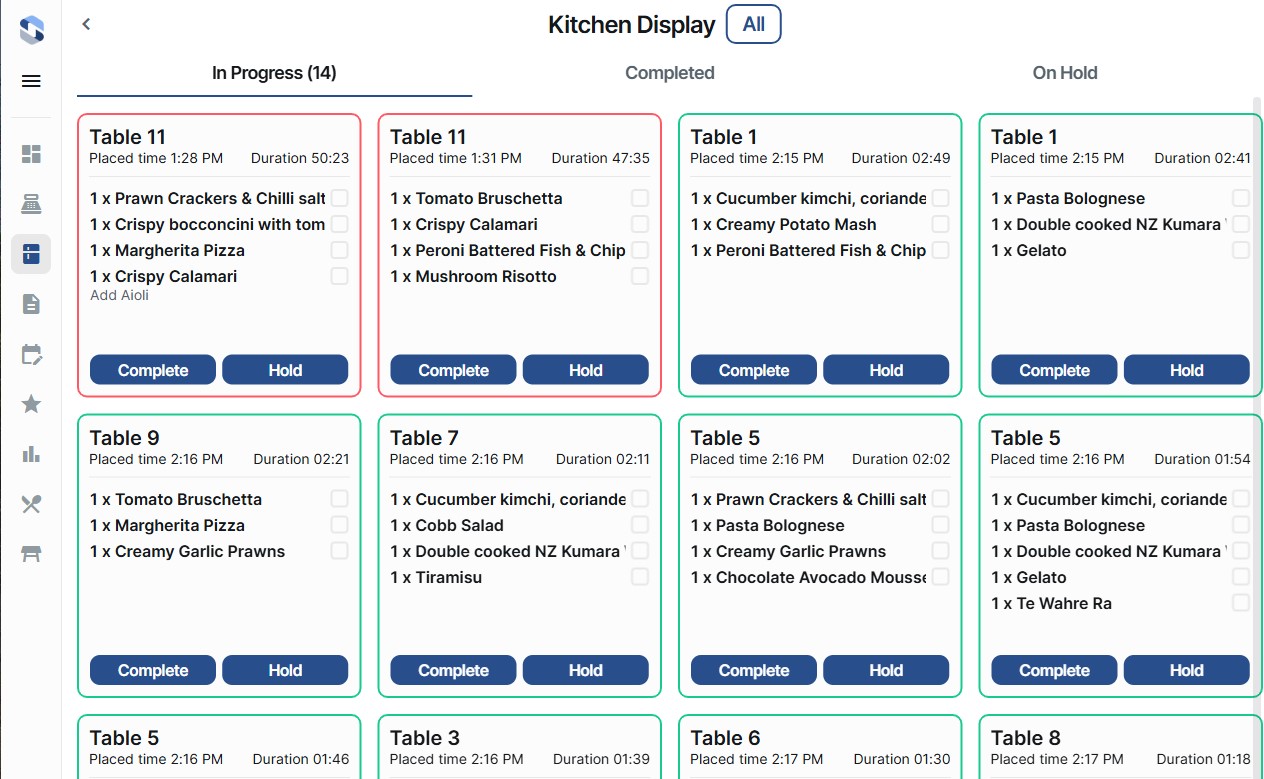 Kitchen Display All
In Progress (14) Completed On Hold
Table 11
Placed time 1:28 PM Duration 50:23
1 x Prawn Crackers & Chilli salt
1 x Crispy bocconcini with tom
1 x Margherita Pizza
1 x Crispy Calamari
Add Aioli
Complete Hold
Table 11
Placed time 1:31 PM Duration 47:35
1 x Tomato Bruschetta
1 x Crispy Calamari
1 x Peroni Battered Fish & Chip
1 x Mushroom Risotto
Complete Hold
Table 1
Placed time 2:15 PM Duration 02:49
1 x Cucumber kimchi, coriande
1 x Creamy Potato Mash
1 x Peroni Battered Fish & Chip
Complete Hold
Table 1
Placed time 2:15 PM Duration 02:41
1 x Pasta Bolognese
1 x Double cooked NZ Kumara
1 x Gelato
Complete Hold
Table 9
Placed time 2:16 PM Duration 02:21
1 x Tomato Bruschetta
1 x Margherita Pizza
1 x Creamy Garlic Prawns
Complete Hold
Table 7
Placed time 2:16 PM Duration 02:11
1 x Cucumber kimchi, coriande
1 x Cobb Salad
1 x Double cooked NZ Kumara
1 x Tiramisu
Complete Hold
Table 5
Placed time 2:16 PM Duration 02:02
1 x Prawn Crackers & Chilli salt
1 x Pasta Bolognese
1 x Creamy Garlic Prawns
1 x Chocolate Avocado Mousse
Complete Hold
Table 5
Placed time 2:16 PM Duration 01:54
1 x Cucumber kimchi, coriande
1 x Pasta Bolognese
1 x Double cooked NZ Kumara
1 x Gelato
1 x Te Wahre Ra
Complete Hold
Table 5
Placed time 2:16 PM Duration 01:46
Table 3
Placed time 2:16 PM Duration 01:39
Table 6
Placed time 2:17 PM Duration 01:30
Table 8
Placed time 2:17 PM Duration 01:18